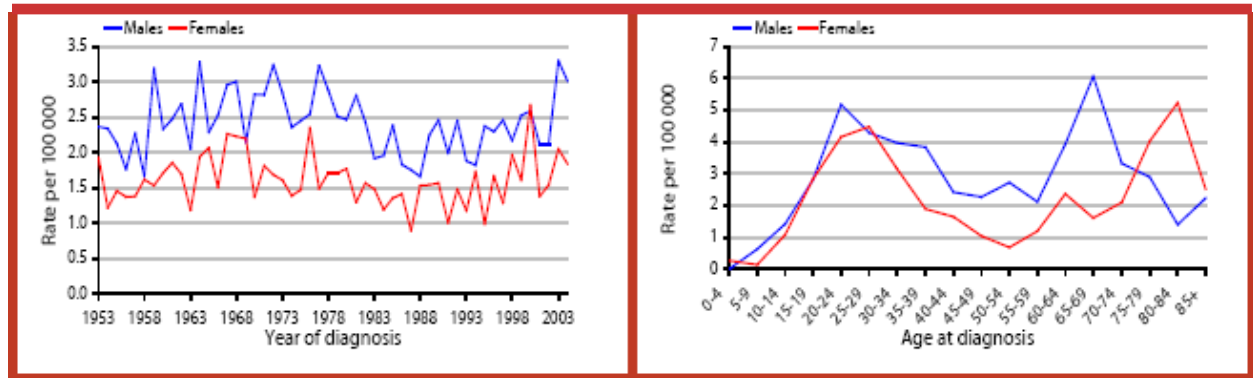 Males Females
3.5
3.0
2.5
2.0
1.5
1.0
0.5
0.0
Rate per 100 000
1953 1958 1963 1968 1973 1978 1983 1988 1993 1998 2003
Year of diagnosis
Males Females
7
6
5
4
3
2
1
0
Rate per 100 000
0-4 5-9 10-14 15-19 20-24 25-29 30-34 35-39 40-44 45-49 50-54 55-59 60-64 65-69 70-74 75-79 80-84 85+
Age at diagnosis